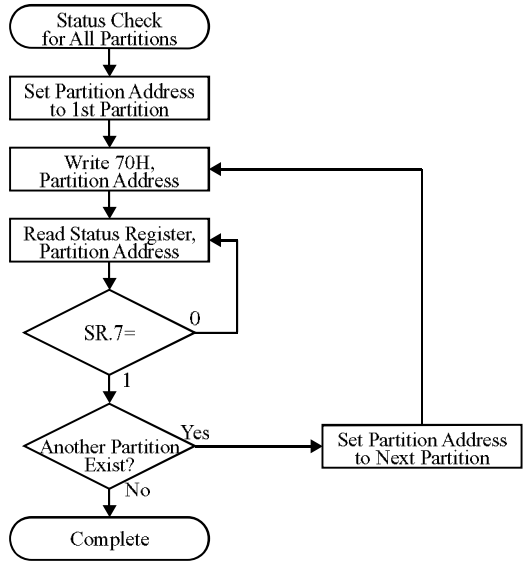 Status Check
for All Partitions
Set Partition Address
to 1st Partition
Write 70H,
Partition Address
Read Status Register,
Partition Address
SR.7=
0
1
Another Partition
Exist?
Yes
Set Partition Address
to Next Partition
No
Complete